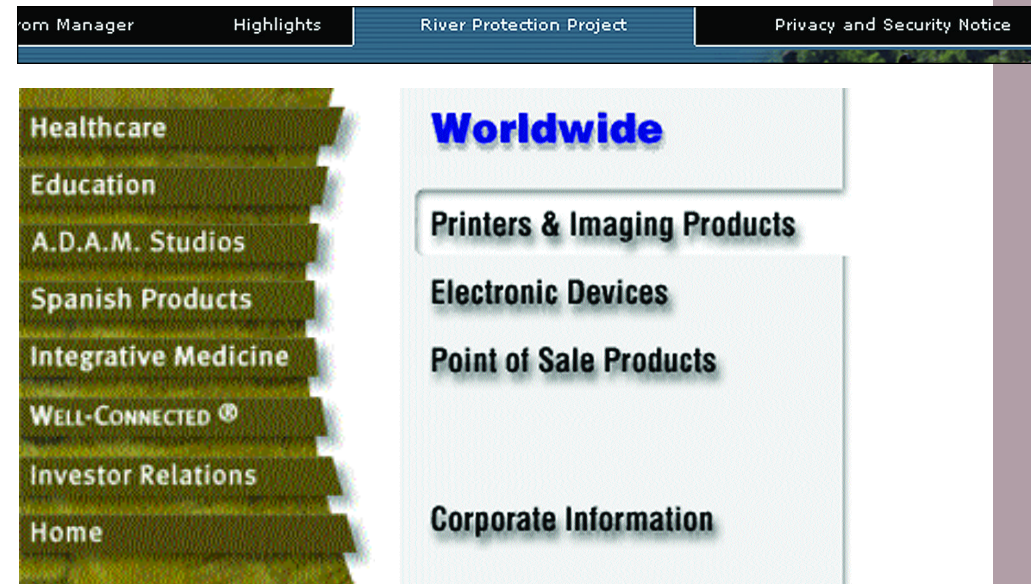 rom Manager Highlights River Protection Project Privacy and Security Notice
Healthcare
Education
A.D.A.M. Studios
Spanish Products
Integrative Medicine
WELL-CONNECTED ®
Investor Relations
Home
Worldwide
Printers & Imaging Products
Electronic Devices
Point of Sale Products
Corporate Information